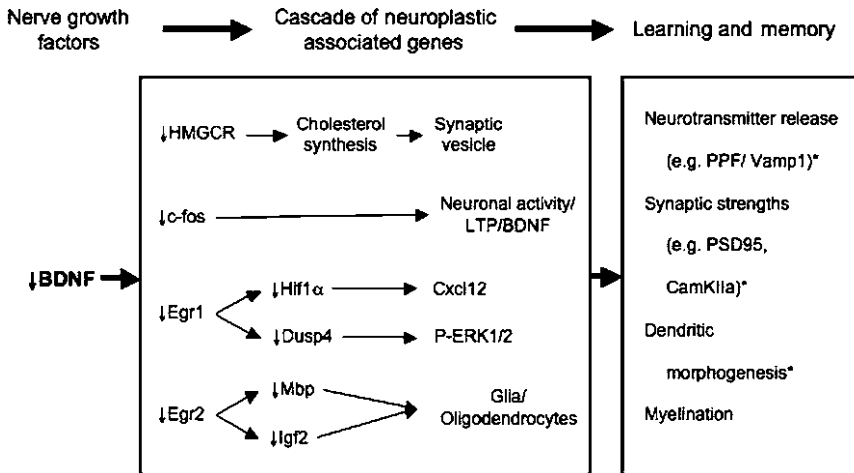 Nerve growth
factors
Cascade of neuroplastic
associated genes
Learning and memory
↓BDNF
↓HMGCR
Cholesterol
synthesis
Synaptic
vesicle
↓c-fos
Neuronal activity/
LTP/BDNF
↓Egr1
↓Hif1α
Cxcl12
↓Dusp4
P-ERK1/2
↓Egr2
↓Mbp
↓Igf2
Glia/
Oligodendrocytes
Neurotransmitter release
(e.g. PPF/ Vamp1)*
Synaptic strengths
(e.g. PSD95,
CamKIIa)*
Dendritic
morphogenesis*
Myelination